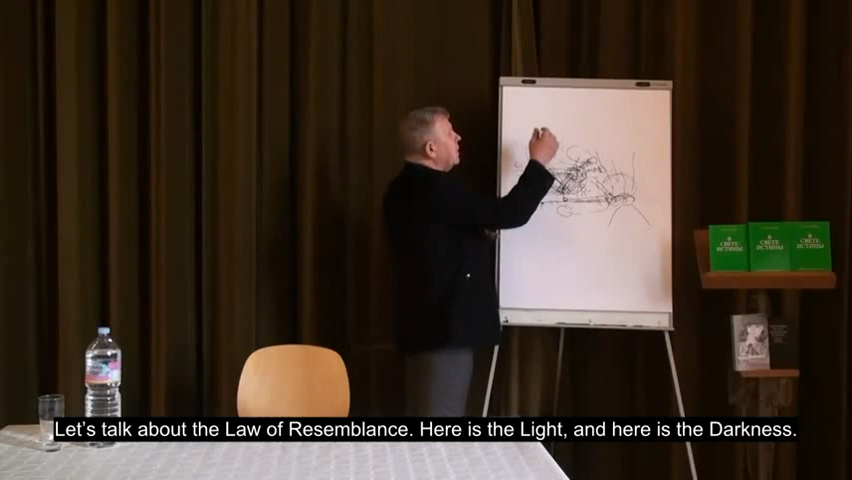 В
СВЕТЕ
ИСТИНЫ
В
СВЕТЕ
ИСТИНЫ
В
СВЕТЕ
ИСТИНЫ
Let's talk about the Law of Resemblance. Here is the Light, and here is the Darkness.